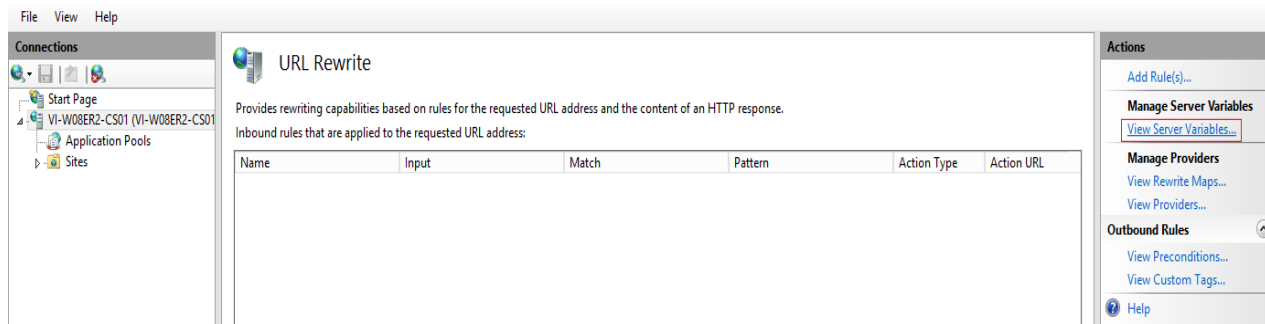 File View Help
Connections
Start Page
VI-W08ER2-CS01 (VI-W08ER2-CS01
Application Pools
Sites
URL Rewrite
Provides rewriting capabilities based on rules for the requested URL address and the content of an HTTP response.
Inbound rules that are applied to the requested URL address:
Name Input Match Pattern Action Type Action URL
Actions
Add Rule(s)...
Manage Server Variables
View Server Variables...
Manage Providers
View Rewrite Maps...
View Providers...
Outbound Rules
View Preconditions...
View Custom Tags...
Help